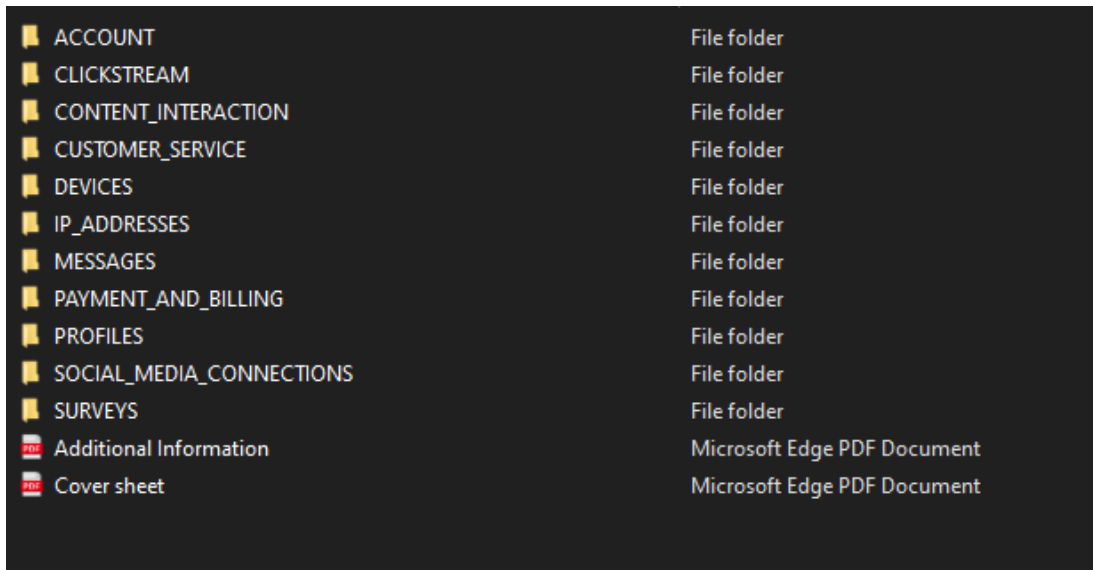 ACCOUNT File folder
CLICKSTREAM File folder
CONTENT_INTERACTION File folder
CUSTOMER_SERVICE File folder
DEVICES File folder
IP_ADDRESSES File folder
MESSAGES File folder
PAYMENT_AND_BILLING File folder
PROFILES File folder
SOCIAL_MEDIA_CONNECTIONS File folder
SURVEYS File folder
PDF Additional Information Microsoft Edge PDF Document
PDF Cover sheet Microsoft Edge PDF Document